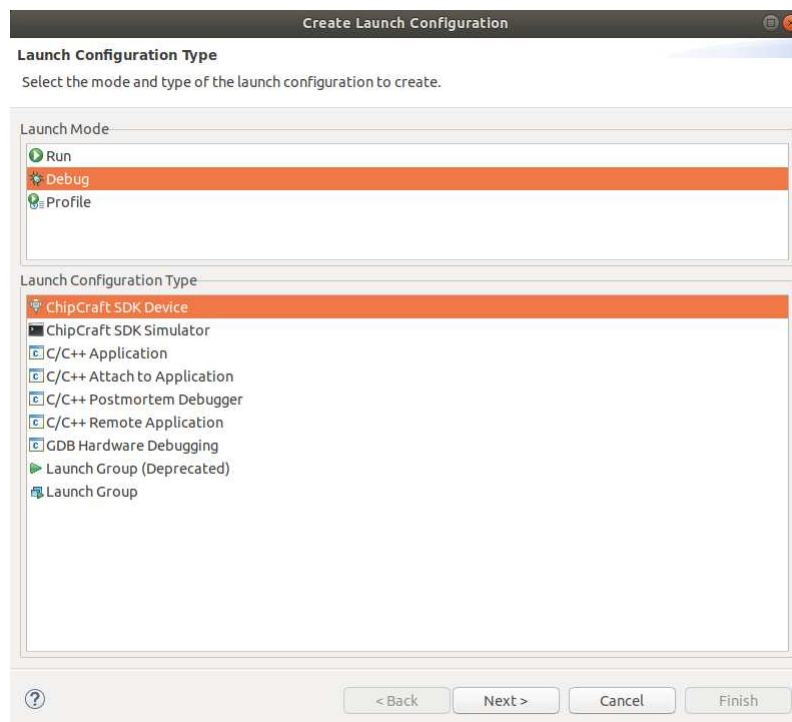 Create Launch Configuration
Launch Configuration Type
Select the mode and type of the launch configuration to create.
Launch Mode
Run
Debug
Profile
Launch Configuration Type
ChipCraft SDK Device
ChipCraft SDK Simulator
C/C++ Application
C/C++ Attach to Application
C/C++ Postmortem Debugger
C/C++ Remote Application
GDB Hardware Debugging
Launch Group (Deprecated)
Launch Group
< Back Next > Cancel Finish